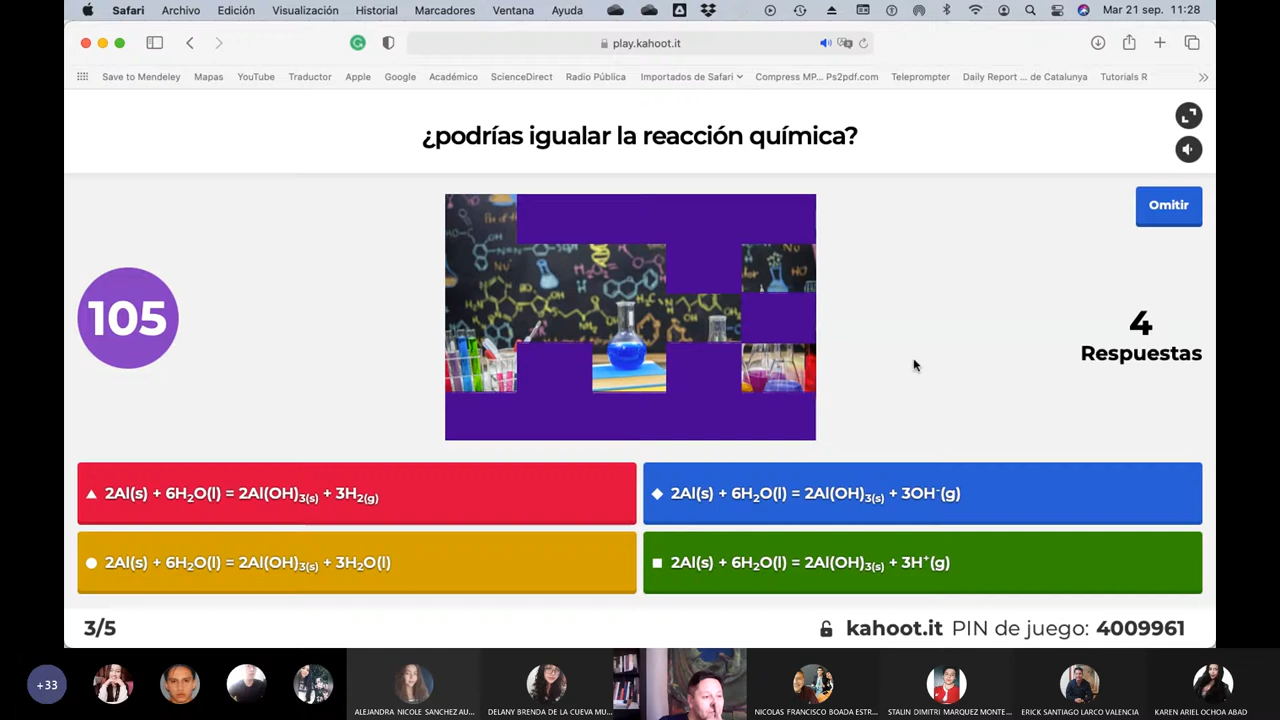 Safari Archivo Edición Visualización Historial Marcadores Ventana Ayuda Mar 21 sep. 11:28
play.kahoot.it
Save to Mendeley Mapas YouTube Traductor Apple Google Académico ScienceDirect Radio Pública Importados de Safari Compress MP... Ps2pdf.com Teleprompter Daily Report ... de Catalunya Tutorials R
¿podrías igualar la reacción química?
Omitir
105
4
Respuestas
2Al(s) + 6H₂O(l) = 2Al(OH)₃₍ₛ₎ + 3H₂₍g₎
2Al(s) + 6H₂O(l) = 2Al(OH)₃₍ₛ₎ + 3OH⁻(g)
2Al(s) + 6H₂O(l) = 2Al(OH)₃₍ₛ₎ + 3H₂O(l)
2Al(s) + 6H₂O(l) = 2Al(OH)₃₍ₛ₎ + 3H⁺(g)
3/5
kahoot.it PIN de juego: 4009961
+33
ALEJANDRA NICOLE SANCHEZ AU...
DELANY BRENDA DE LA CUEVA MU...
NICOLAS FRANCISCO BOADA ESTR...
STALIN DIMITRI MARQUEZ MONTE...
ERICK SANTIAGO LARCO VALENCIA
KAREN ARIEL OCHOA ABAD